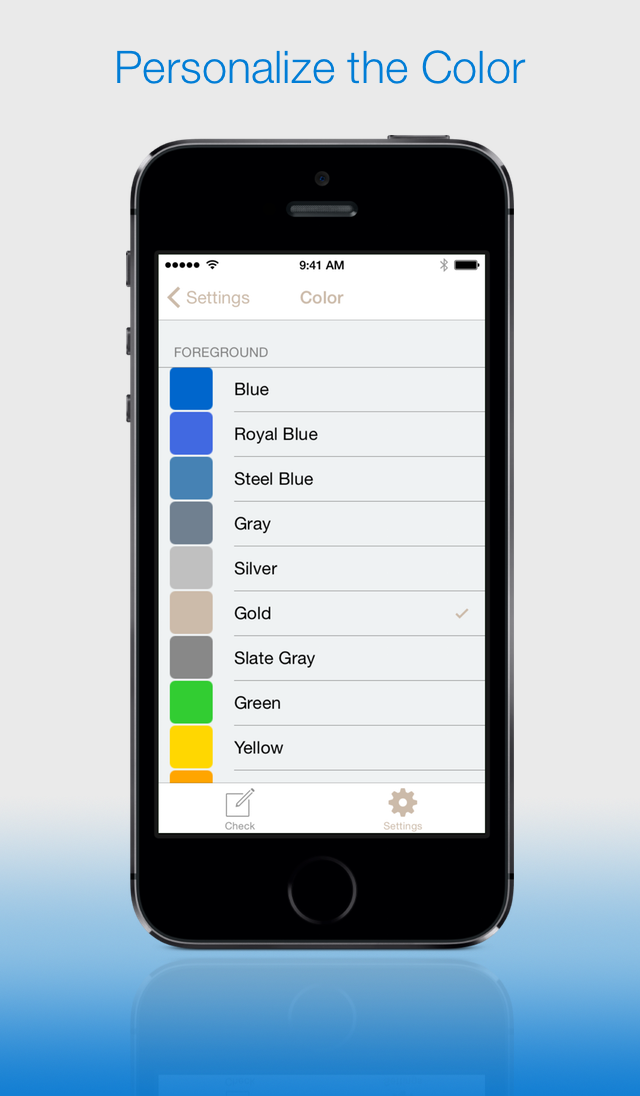 Personalize the Color
9:41 AM
Settings
Color
FOREGROUND
Blue
Royal Blue
Steel Blue
Gray
Silver
Gold
Slate Gray
Green
Yellow
Check
Settings